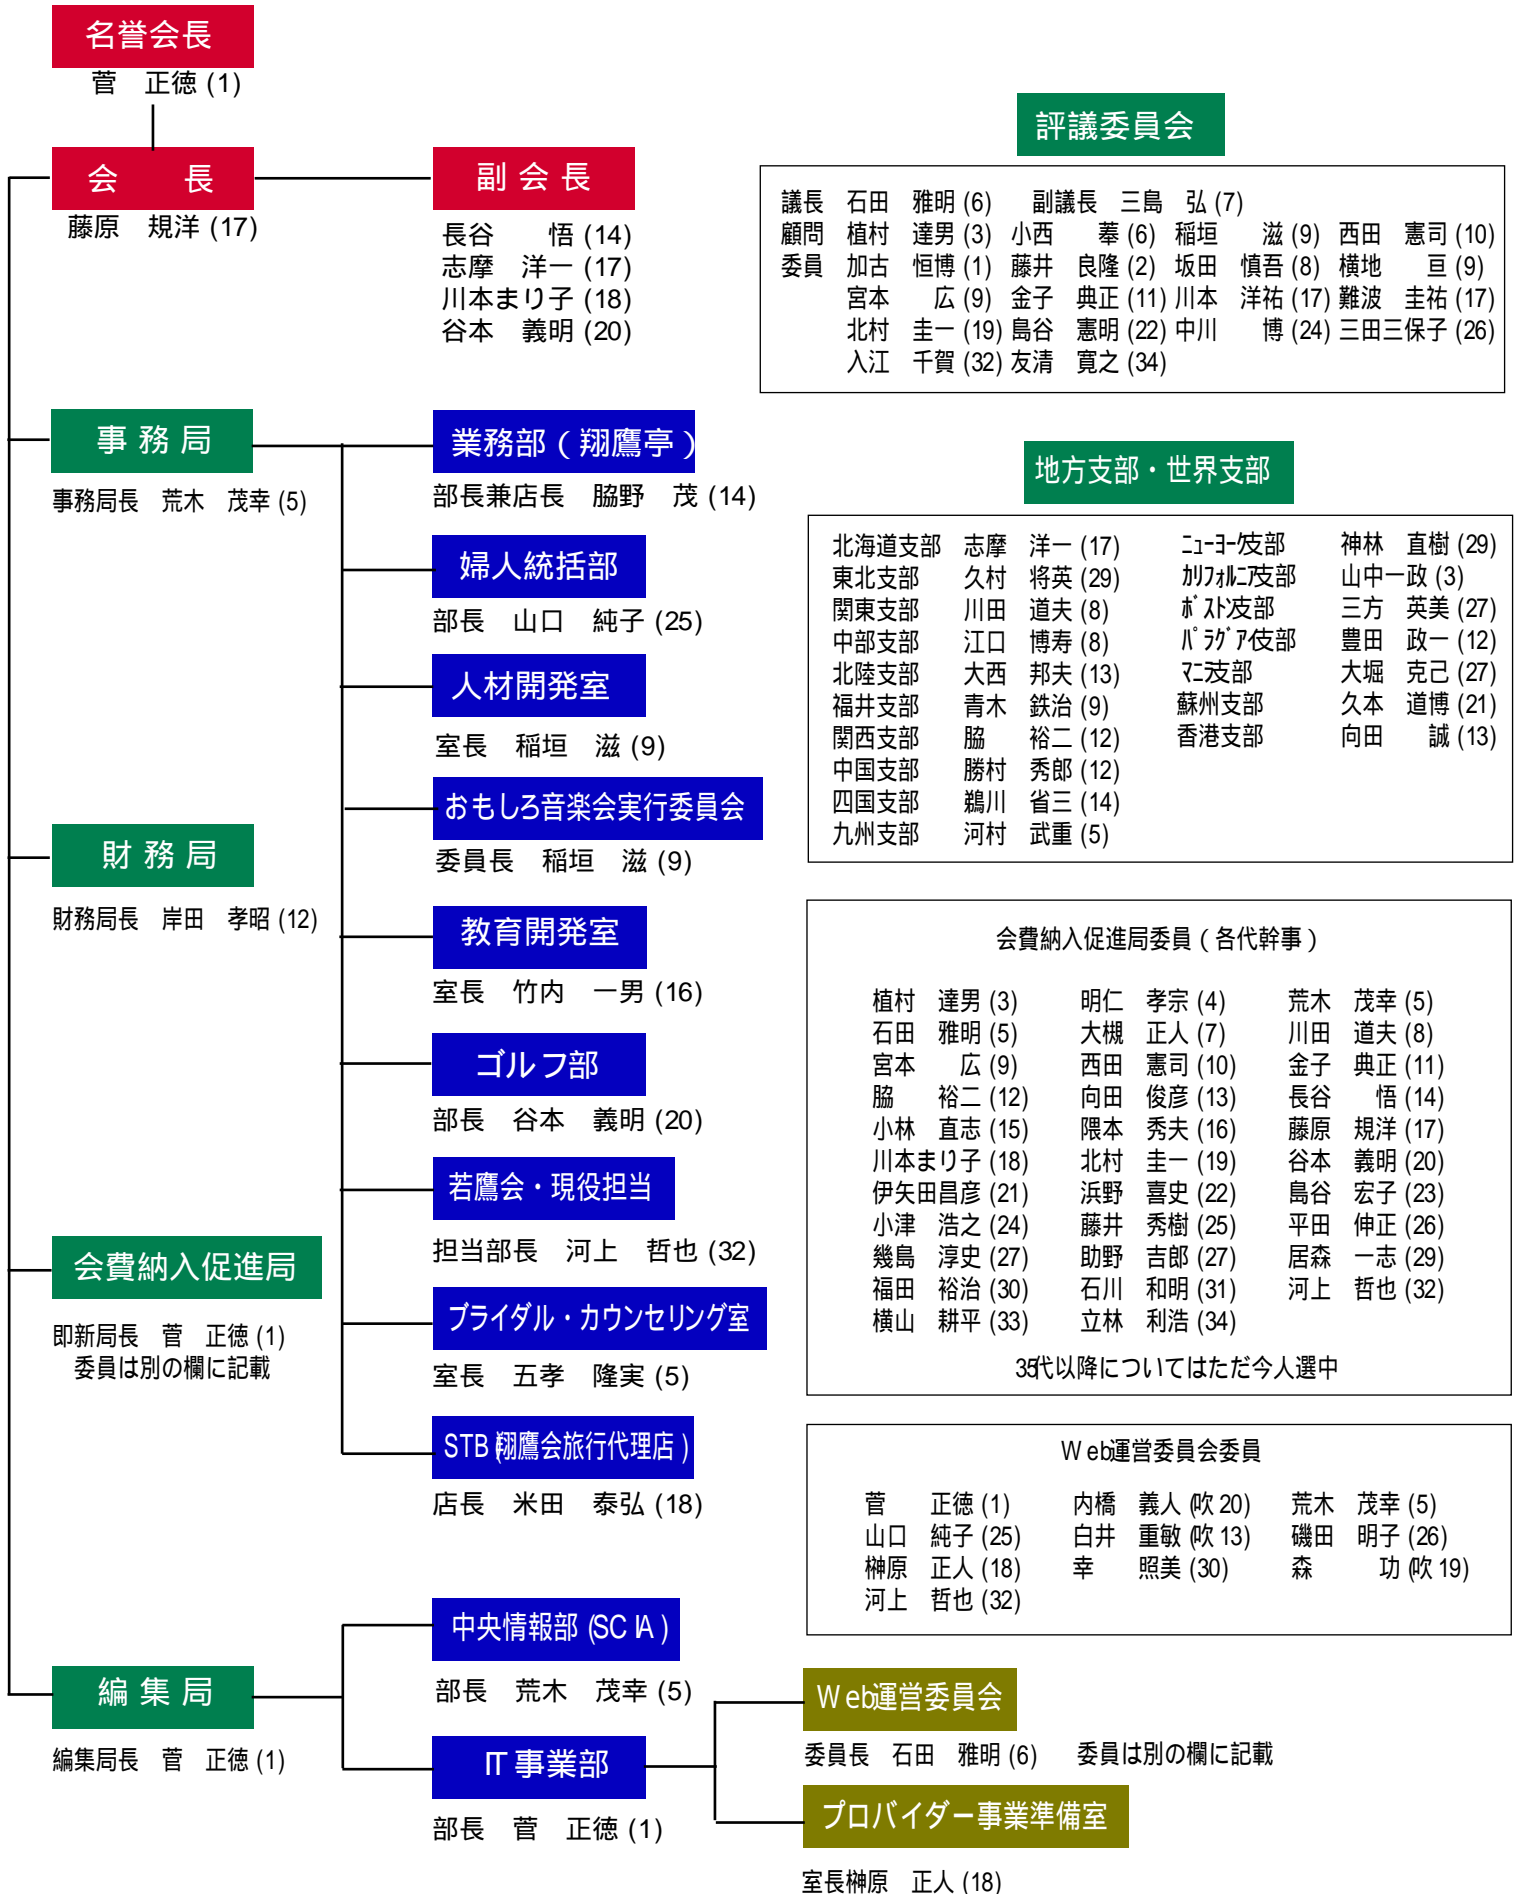 名誉会長
菅　正徳 (1)
会　　長
藤原　規洋 (17)
副 会 長
長谷　　悟 (14)
志摩　洋一 (17)
川本まり子 (18)
谷本　義明 (20)
評議委員会
議長　石田　雅明 (6)　副議長　三島　弘 (7)
顧問　植村　達男 (3)　小西　　菶 (6)　稲垣　　滋 (9)　西田　憲司 (10)
委員　加古　恒博 (1)　藤井　良隆 (2)　坂田　慎吾 (8)　横地　　亘 (9)
宮本　　広 (9)　金子　典正 (11)　川本　洋祐 (17)　難波　圭祐 (17)
北村　圭一 (19)　島谷　憲明 (22)　中川　　博 (24)　三田三保子 (26)
入江　千賀 (32)　友清　寛之 (34)
事 務 局
事務局長　荒木　茂幸 (5)
業務部（翔鷹亭）
部長兼店長　脇野　茂 (14)
婦人統括部
部長　山口　純子 (25)
人材開発室
室長　稲垣　滋 (9)
おもしろ音楽会実行委員会
委員長　稲垣　滋 (9)
教育開発室
室長　竹内　一男 (16)
ゴルフ部
部長　谷本　義明 (20)
若鷹会・現役担当
担当部長　河上　哲也 (32)
ブライダル・カウンセリング室
室長　五孝　隆実 (5)
STB (翔鷹会旅行代理店)
店長　米田　泰弘 (18)
財 務 局
財務局長　岸田　孝昭 (12)
会費納入促進局
即新局長　菅　正徳 (1)
委員は別の欄に記載
編 集 局
編集局長　菅　正徳 (1)
中央情報部 (SCIA)
部長　荒木　茂幸 (5)
IT 事業部
部長　菅　正徳 (1)
Web運営委員会
委員長　石田　雅明 (6)　委員は別の欄に記載
プロバイダー事業準備室
室長榊原　正人 (18)
地方支部・世界支部
北海道支部　志摩　洋一 (17)　ﾆｭｰﾖｰｸ支部　神林　直樹 (29)
東北支部　久村　将英 (29)　ｶﾘﾌｫﾙﾆｱ支部　山中一政 (3)
関東支部　川田　道夫 (8)　ﾎﾞｽﾄﾝ支部　三方　英美 (27)
中部支部　江口　博寿 (8)　ﾊﾟﾗｸﾞｱｲ支部　豊田　政一 (12)
北陸支部　大西　邦夫 (13)　ﾏﾆﾗ支部　大堀　克己 (27)
福井支部　青木　鉄治 (9)　蘇州支部　久本　道博 (21)
関西支部　脇　　裕二 (12)　香港支部　向田　　誠 (13)
中国支部　勝村　秀郎 (12)
四国支部　鵜川　省三 (14)
九州支部　河村　武重 (5)
会費納入促進局委員（各代幹事）
植村　達男 (3)　明仁　孝宗 (4)　荒木　茂幸 (5)
石田　雅明 (5)　大槻　正人 (7)　川田　道夫 (8)
宮本　　広 (9)　西田　憲司 (10)　金子　典正 (11)
脇　　裕二 (12)　向田　俊彦 (13)　長谷　　悟 (14)
小林　直志 (15)　隈本　秀夫 (16)　藤原　規洋 (17)
川本まり子 (18)　北村　圭一 (19)　谷本　義明 (20)
伊矢田昌彦 (21)　浜野　喜史 (22)　島谷　宏子 (23)
小津　浩之 (24)　藤井　秀樹 (25)　平田　伸正 (26)
幾島　淳史 (27)　助野　吉郎 (27)　居森　一志 (29)
福田　裕治 (30)　石川　和明 (31)　河上　哲也 (32)
横山　耕平 (33)　立林　利浩 (34)
35代以降についてはただ今人選中
Web運営委員会委員
菅　　正徳 (1)　内橋　義人 (吹 20)　荒木　茂幸 (5)
山口　純子 (25)　白井　重敏 (吹 13)　磯田　明子 (26)
榊原　正人 (18)　幸　　照美 (30)　森　　　功 (吹 19)
河上　哲也 (32)